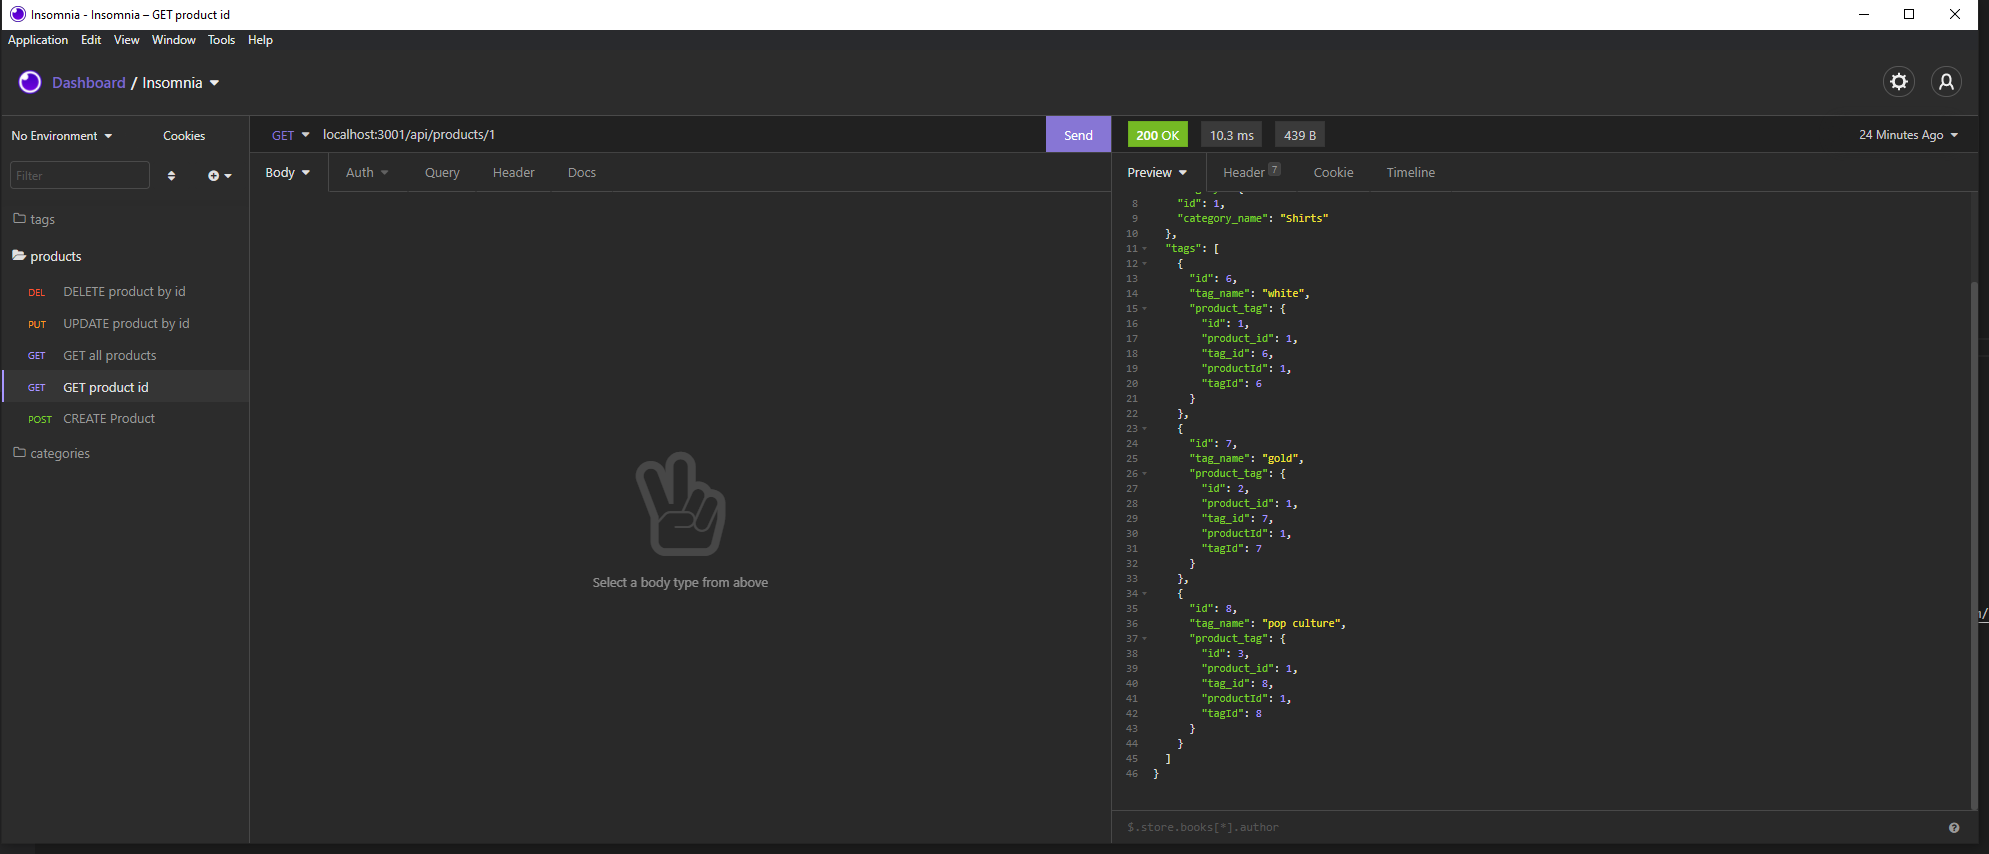 Insomnia - Insomnia – GET product id
Application Edit View Window Tools Help
Dashboard / Insomnia
No Environment Cookies
Filter
tags
products
DEL DELETE product by id
PUT UPDATE product by id
GET GET all products
GET GET product id
POST CREATE Product
categories
GET localhost:3001/api/products/1 Send
Body Auth Query Header Docs
Select a body type from above
200 OK 10.3 ms 439 B 24 Minutes Ago
Preview Header 7 Cookie Timeline
8 "id": 1,
9 "category_name": "Shirts"
10 },
11 "tags": [
12 {
13 "id": 6,
14 "tag_name": "white",
15 "product_tag": {
16 "id": 1,
17 "product_id": 1,
18 "tag_id": 6,
19 "productId": 1,
20 "tagId": 6
21 }
22 },
23 {
24 "id": 7,
25 "tag_name": "gold",
26 "product_tag": {
27 "id": 2,
28 "product_id": 1,
29 "tag_id": 7,
30 "productId": 1,
31 "tagId": 7
32 }
33 },
34 {
35 "id": 8,
36 "tag_name": "pop culture",
37 "product_tag": {
38 "id": 3,
39 "product_id": 1,
40 "tag_id": 8,
41 "productId": 1,
42 "tagId": 8
43 }
44 }
45 ]
46 }
$.store.books[*].author